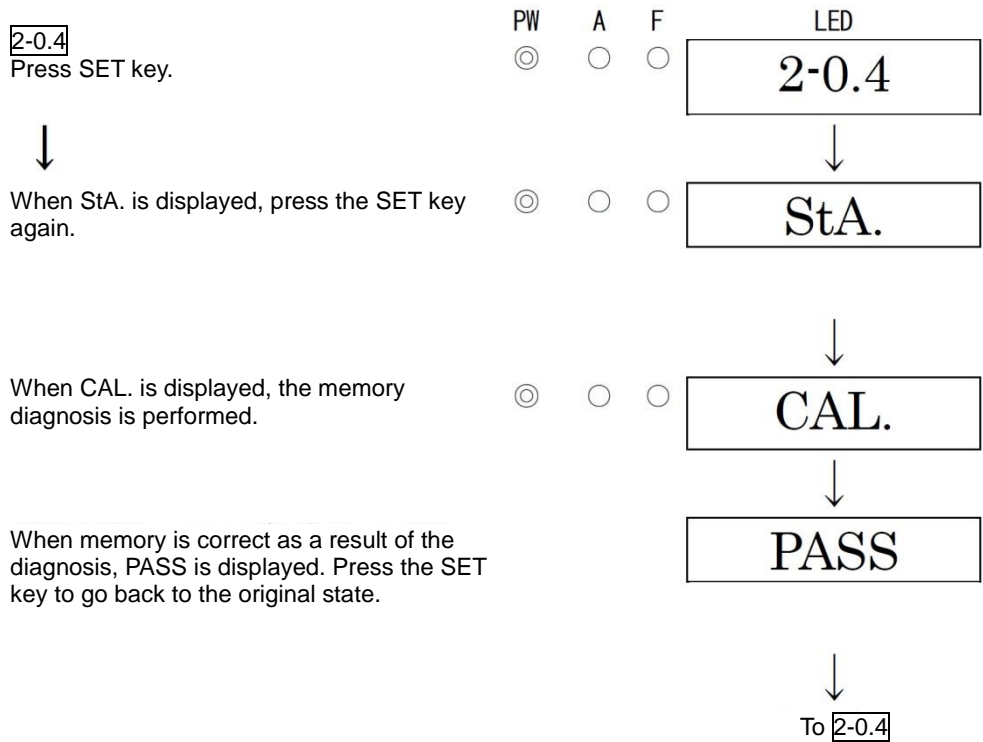 PW A F LED
2-0.4
Press SET key.
2-0.4
When StA. is displayed, press the SET key
again.
StA.
When CAL. is displayed, the memory
diagnosis is performed.
CAL.
When memory is correct as a result of the
diagnosis, PASS is displayed. Press the SET
key to go back to the original state.
PASS
To 2-0.4